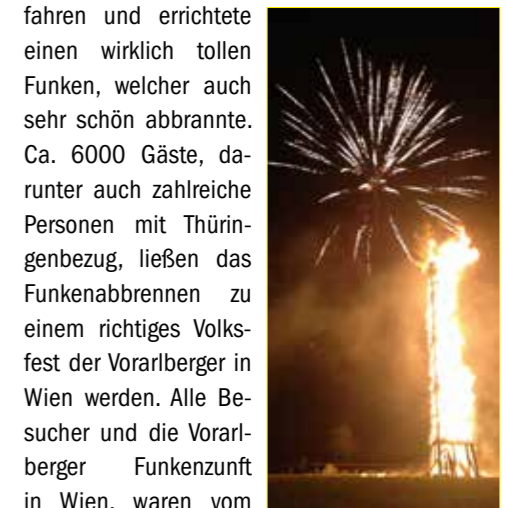 fahren und errichtete
einen wirklich tollen
Funken, welcher auch
sehr schön abbrannte.
Ca. 6000 Gäste, da-
runter auch zahlreiche
Personen mit Thürin-
genbezug, ließen das
Funkenabbrennen zu
einem richtiges Volks-
fest der Vorarlberger in
Wien werden. Alle Be-
sucher und die Vorarl-
berger Funkenzunft
in Wien, waren vom